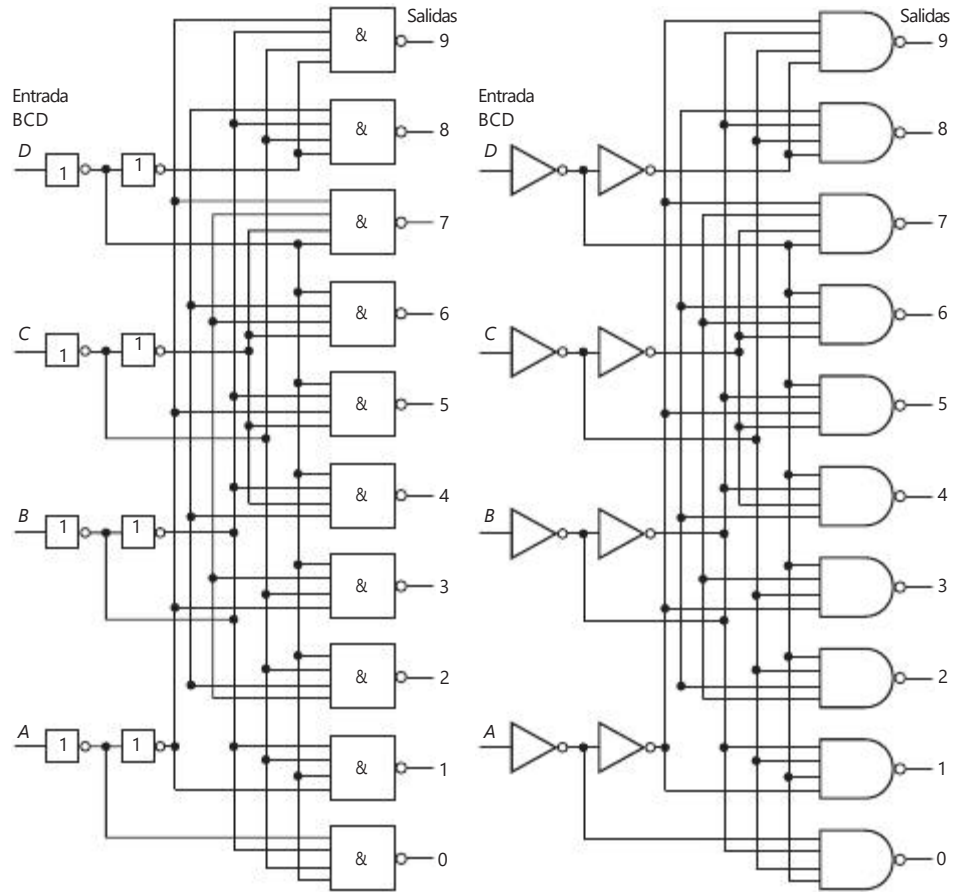 Salidas
& 9
Entrada
BCD
& 8
D 1 1
& 7
& 6
C 1 1
& 5
& 4
B 1 1
& 3
& 2
A 1 1
& 1
& 0
Salidas
9
Entrada
BCD
8
D
7
6
C
5
4
B
3
2
A
1
0